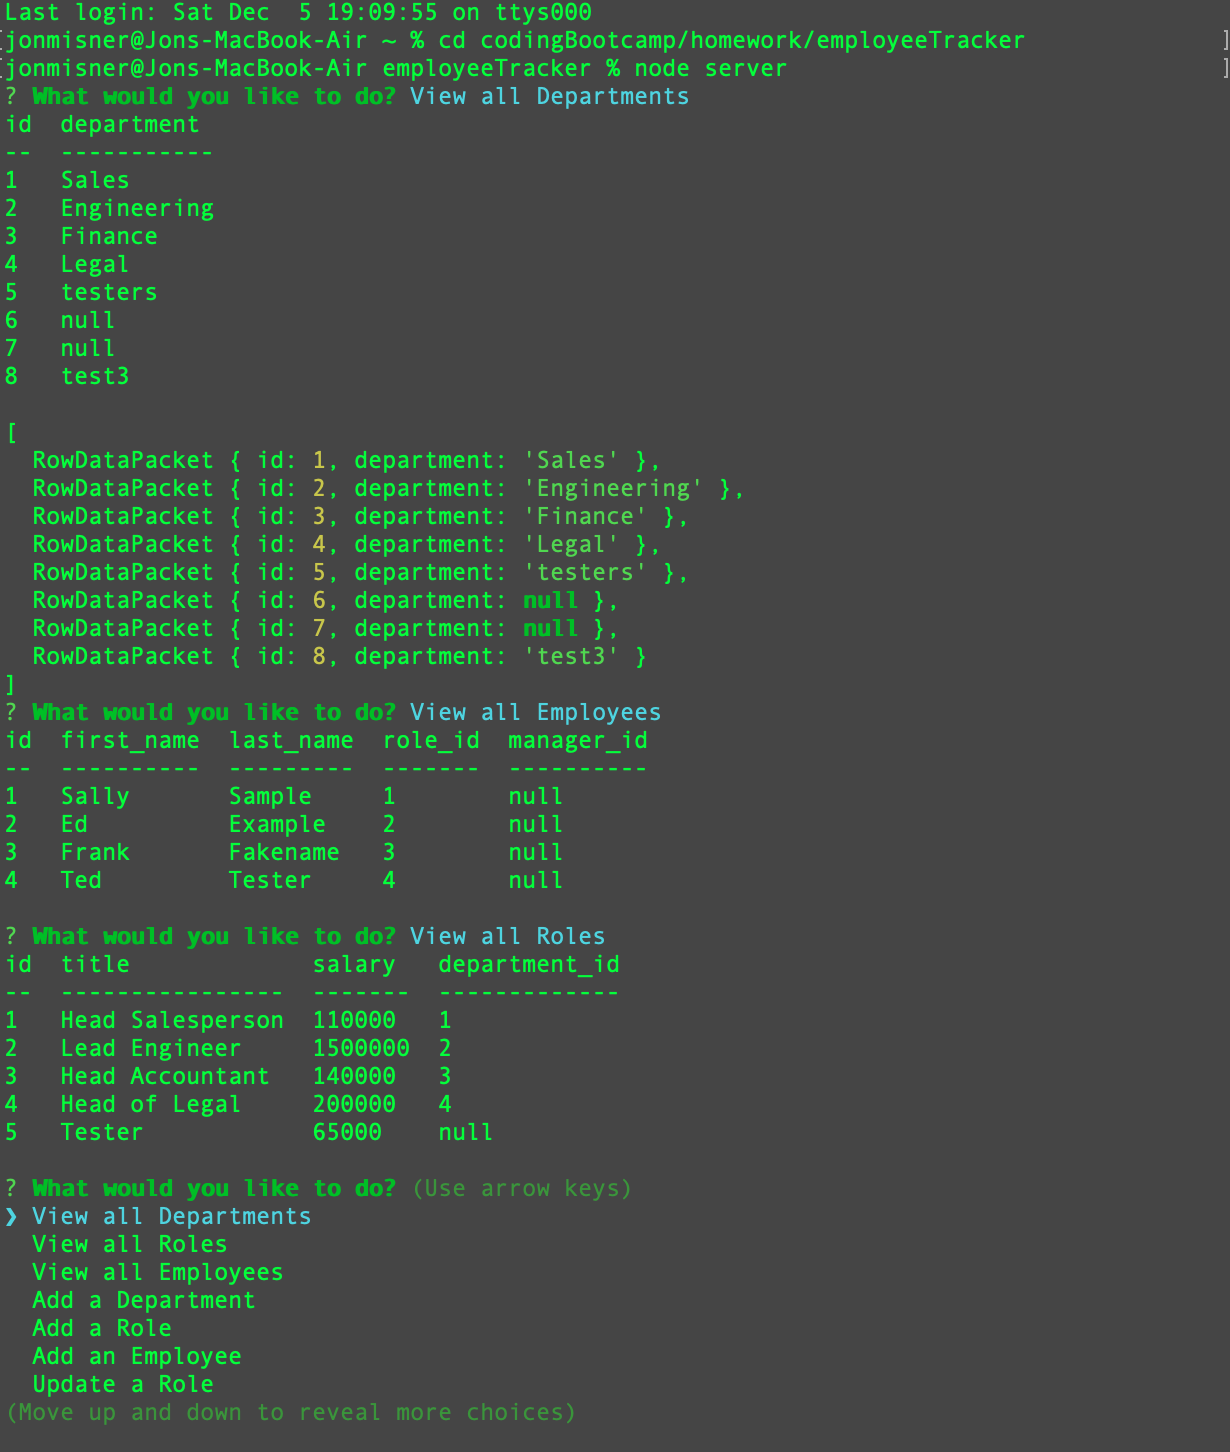 Last login: Sat Dec  5 19:09:55 on ttys000
[jonmisner@Jons-MacBook-Air ~ % cd codingBootcamp/homework/employeeTracker ]
[jonmisner@Jons-MacBook-Air employeeTracker % node server ]
? What would you like to do? View all Departments
id  department
--  -----------
1   Sales
2   Engineering
3   Finance
4   Legal
5   testers
6   null
7   null
8   test3
[
  RowDataPacket { id: 1, department: 'Sales' },
  RowDataPacket { id: 2, department: 'Engineering' },
  RowDataPacket { id: 3, department: 'Finance' },
  RowDataPacket { id: 4, department: 'Legal' },
  RowDataPacket { id: 5, department: 'testers' },
  RowDataPacket { id: 6, department: null },
  RowDataPacket { id: 7, department: null },
  RowDataPacket { id: 8, department: 'test3' }
]
? What would you like to do? View all Employees
id  first_name  last_name  role_id  manager_id
--  ----------  ---------  -------  ----------
1   Sally       Sample     1        null
2   Ed          Example    2        null
3   Frank       Fakename   3        null
4   Ted         Tester     4        null
? What would you like to do? View all Roles
id  title             salary   department_id
--  ----------------  -------  -------------
1   Head Salesperson  110000   1
2   Lead Engineer     1500000  2
3   Head Accountant   140000   3
4   Head of Legal     200000   4
5   Tester            65000    null
? What would you like to do? (Use arrow keys)
❯ View all Departments
  View all Roles
  View all Employees
  Add a Department
  Add a Role
  Add an Employee
  Update a Role
(Move up and down to reveal more choices)